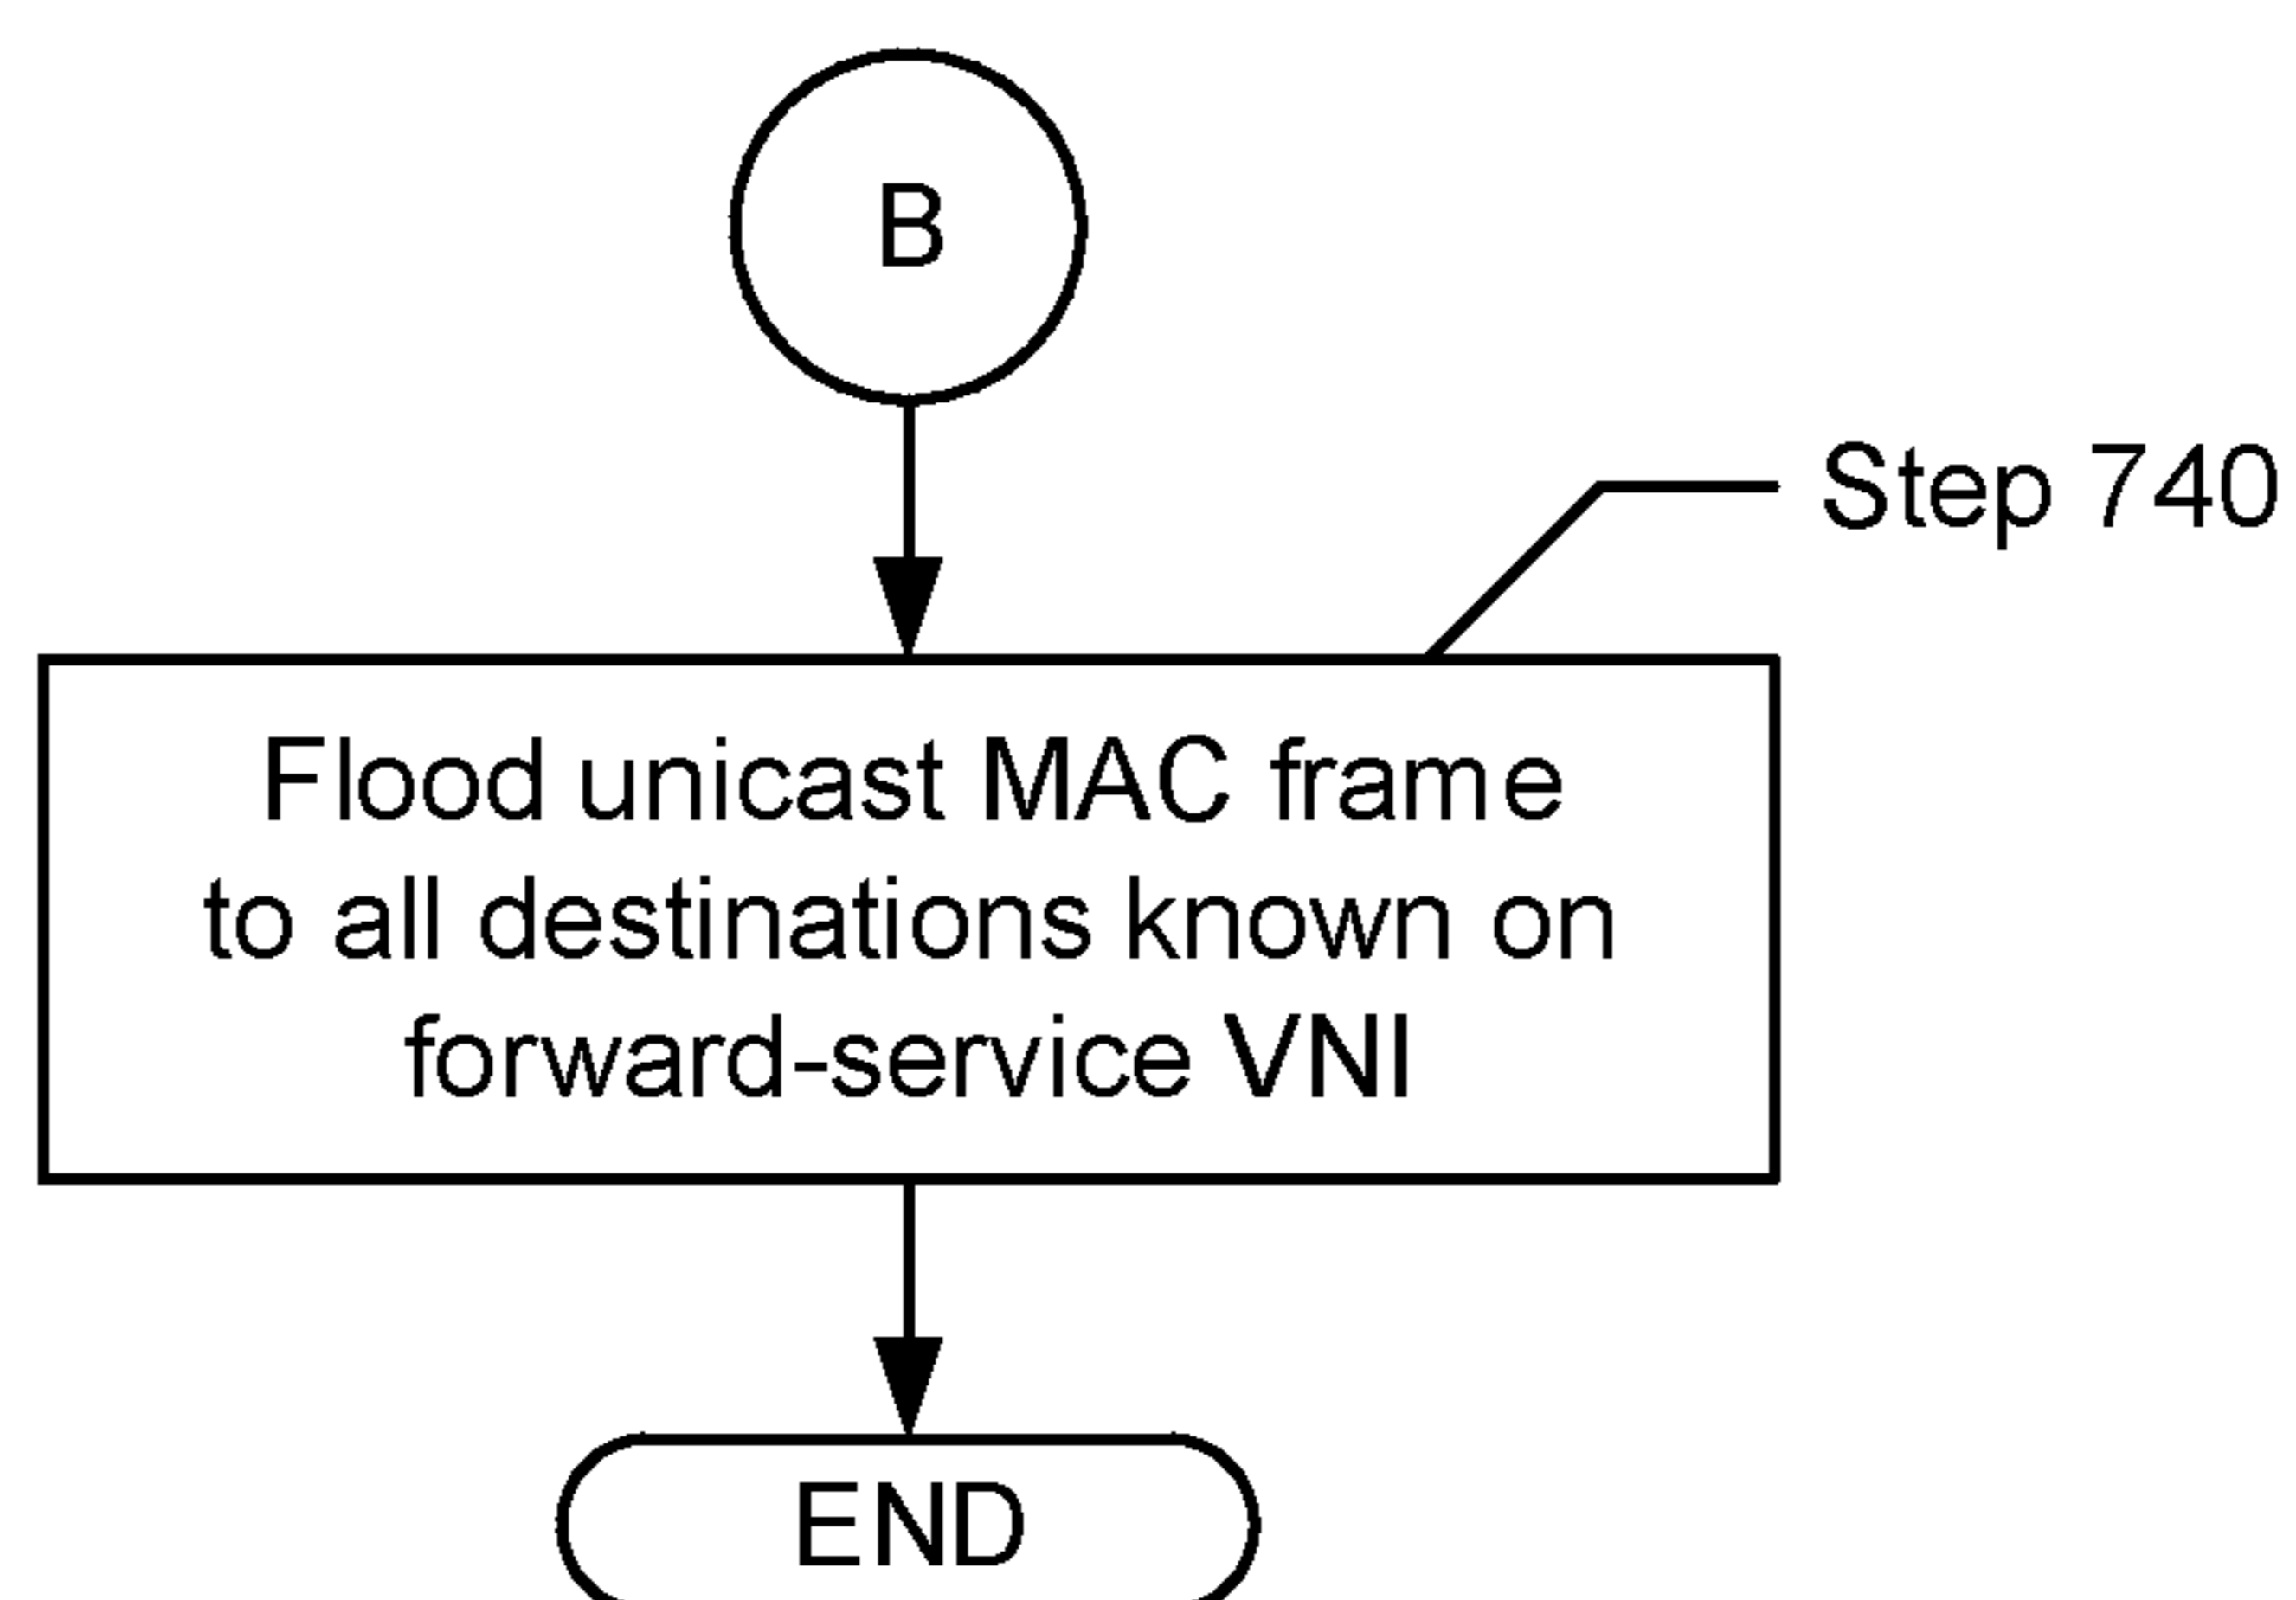 B
Step 740
Flood unicast MAC frame
to all destinations known on
forward-service VNI
END